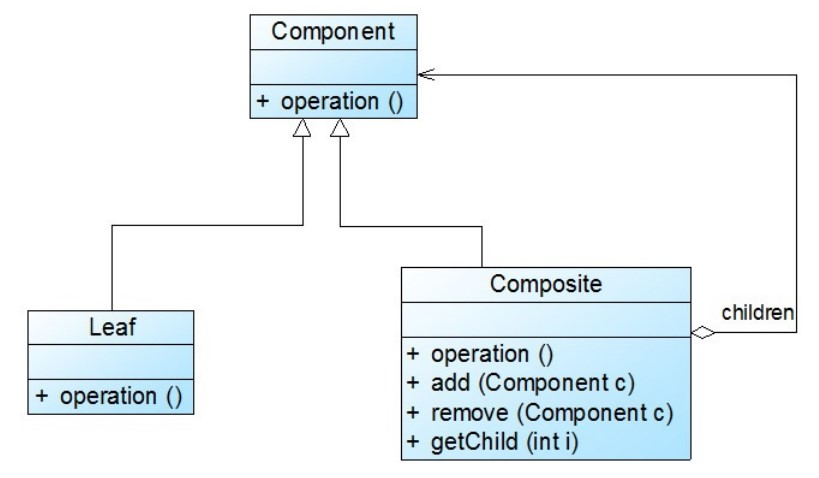 Component
+ operation ()
Leaf
+ operation ()
Composite
+ operation ()
+ add (Component c)
+ remove (Component c)
+ getChild (int i)
children